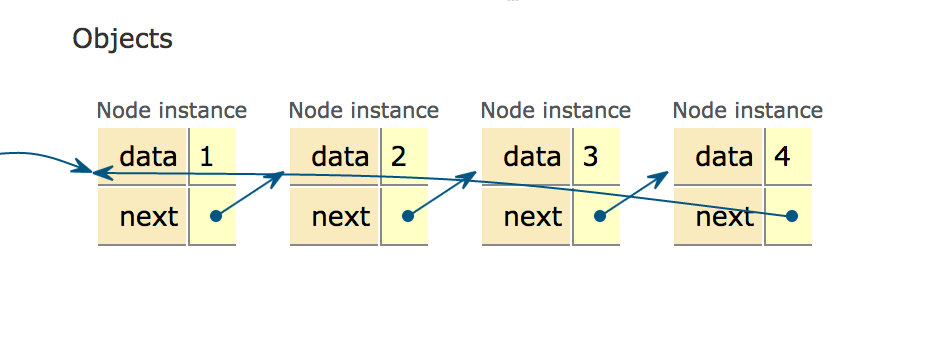 Objects
Node instance Node instance Node instance Node instance
data 1 data 2 data 3 data 4
next next next next